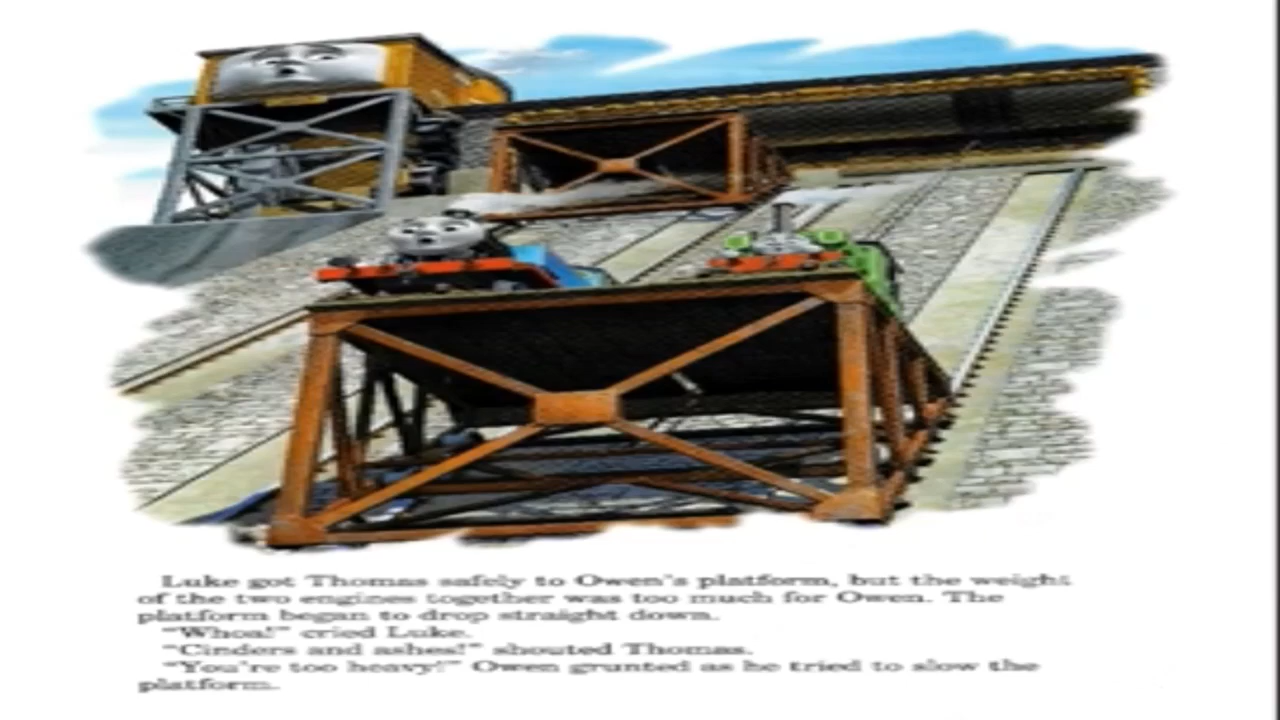 Luke got Thomas safely to Owen's platform, but the weight
of the two engines together was too much for Owen. The
platform began to drop straight down.
"Whoa!" cried Luke.
"Cinders and ashes!" shouted Thomas.
"You're too heavy!" Owen grunted as he tried to slow the
platform.